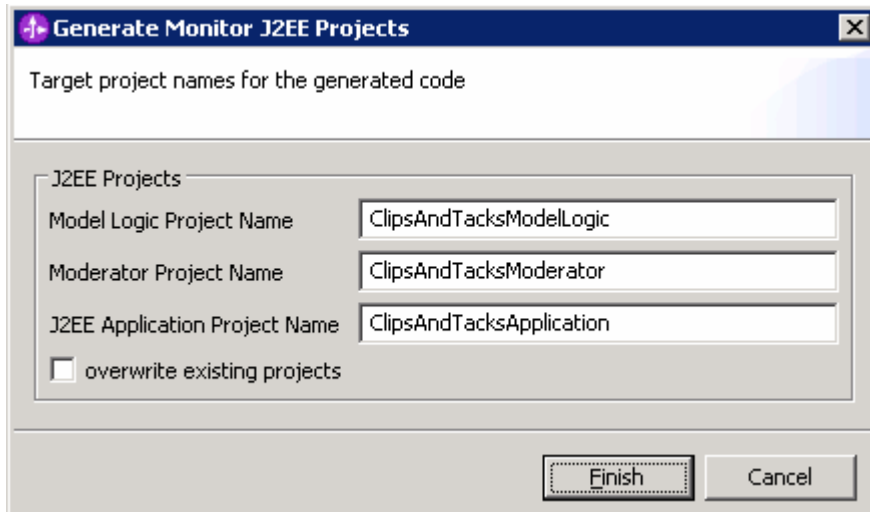 Generate Monitor J2EE Projects
Target project names for the generated code
J2EE Projects
Model Logic Project Name ClipsAndTacksModelLogic
Moderator Project Name ClipsAndTacksModerator
J2EE Application Project Name ClipsAndTacksApplication
overwrite existing projects
Finish Cancel